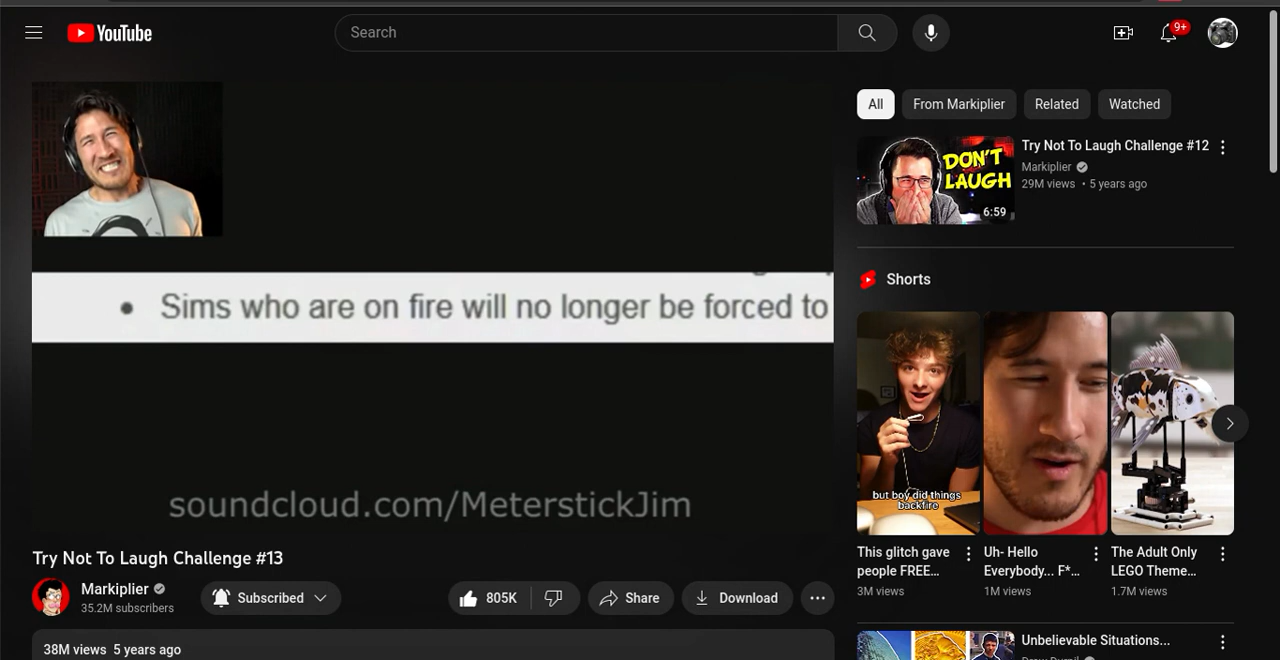 YouTube
Search
9+
All
From Markiplier
Related
Watched
DON'T
LAUGH
6:59
Try Not To Laugh Challenge #12
Markiplier
29M views • 5 years ago
Sims who are on fire will no longer be forced to
soundcloud.com/MeterstickJim
Shorts
but boy did things
backfire
This glitch gave
people FREE...
3M views
Uh- Hello
Everybody... F*...
1M views
The Adult Only
LEGO Theme...
1.7M views
Try Not To Laugh Challenge #13
Markiplier
35.2M subscribers
Subscribed
805K
Share
Download
38M views 5 years ago
Unbelievable Situations...